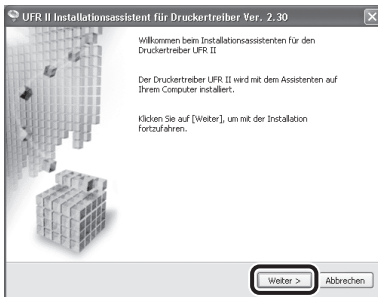 UFR II Installationsassistent für Druckertreiber Ver. 2.30
Willkommen beim Installationsassistenten für den
Druckertreiber UFR II
Der Druckertreiber UFR II wird mit dem Assistenten auf
Ihrem Computer installiert.
Klicken Sie auf [Weiter], um mit der Installation
fortzufahren.
Weiter >
Abbrechen